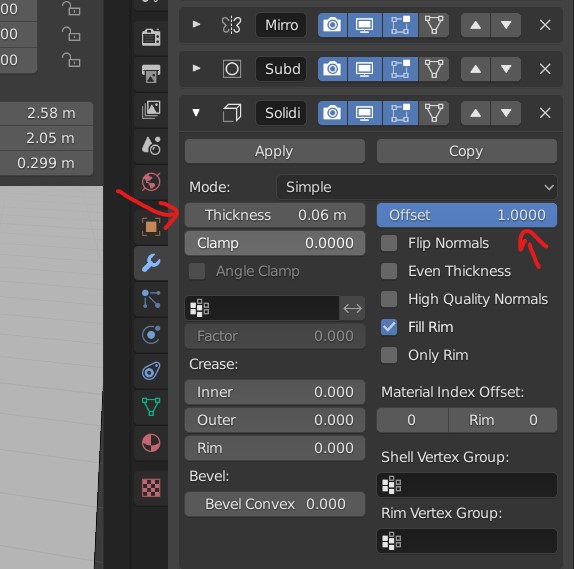 00
00
00
2.58 m
2.05 m
0.299 m
Mirro
Subd
Solidi
Apply Copy
Mode: Simple
Thickness 0.06 m Offset 1.0000
Clamp 0.0000 Flip Normals
Angle Clamp Even Thickness
High Quality Normals
Factor 0.000 Fill Rim
Crease: Only Rim
Inner 0.000 Material Index Offset:
Outer 0.000 0 Rim 0
Rim 0.000 Shell Vertex Group:
Bevel:
Bevel Convex 0.000 Rim Vertex Group: